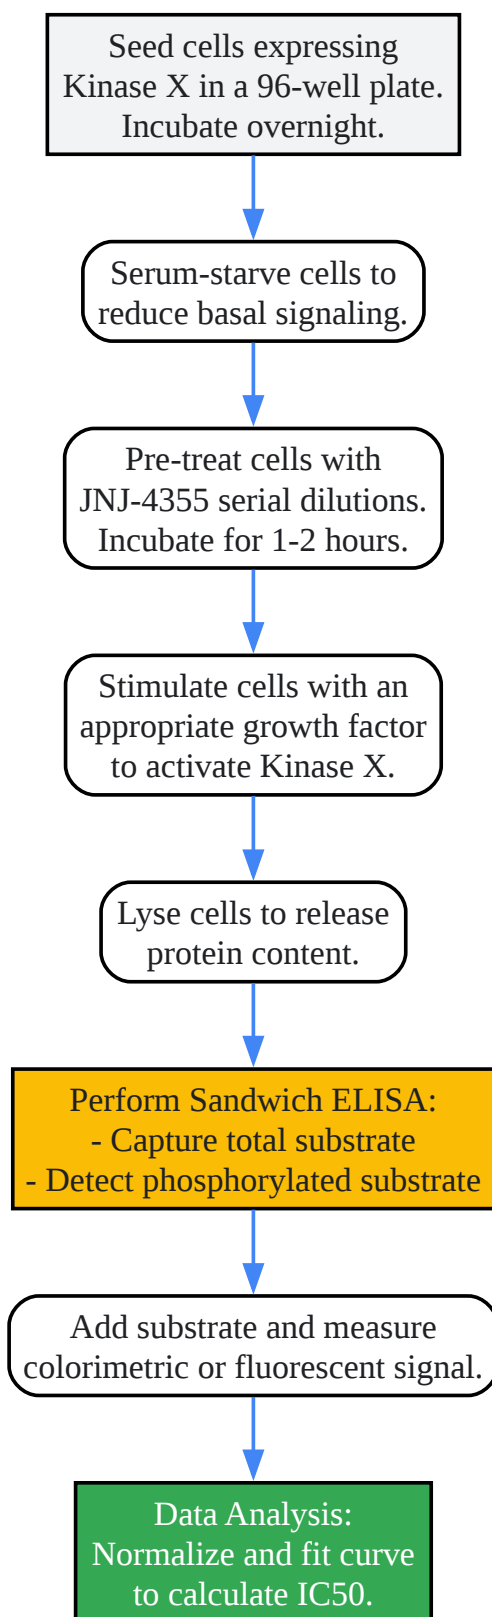 Seed cells expressing
Kinase X in a 96-well plate.
Incubate overnight.
Serum-starve cells to
reduce basal signaling.
Pre-treat cells with
JNJ-4355 serial dilutions.
Incubate for 1-2 hours.
Stimulate cells with an
appropriate growth factor
to activate Kinase X.
Lyse cells to release
protein content.
Perform Sandwich ELISA:
- Capture total substrate
- Detect phosphorylated substrate
Add substrate and measure
colorimetric or fluorescent signal.
Data Analysis:
Normalize and fit curve
to calculate IC50.